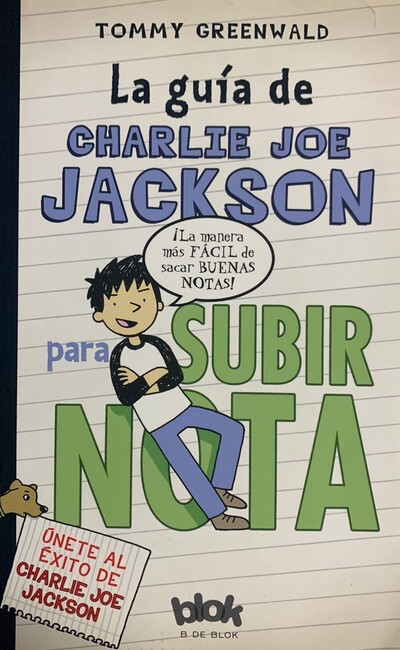 TOMMY GREENWALD
La guía de
CHARLIE JOE
JACKSON
¡La manera
más FÁCIL de
sacar BUENAS
NOTAS!
para SUBIR
NOTA
ÚNETE AL
ÉXITO DE
CHARLIE JOE
JACKSON
blok
B DE BLOK